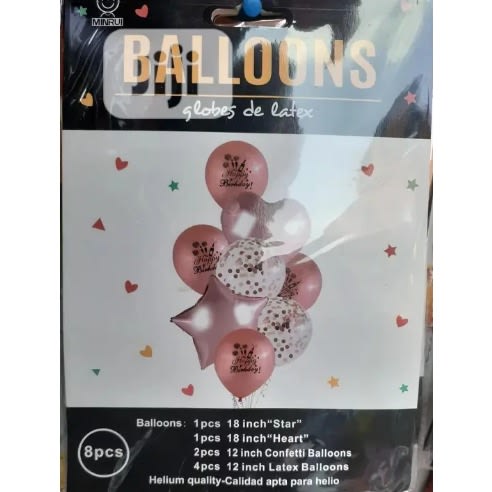 MINRUI
BALLOONS
jiji
globes de latex
Happy
Birthday!
Happy
Birthday!
Happy
Birthday!
Balloons: 1pcs 18 inch“Star”
1pcs 18 inch“Heart”
2pcs 12 inch Confetti Balloons
4pcs 12 inch Latex Balloons
8pcs
Helium quality-Calidad apta para helio